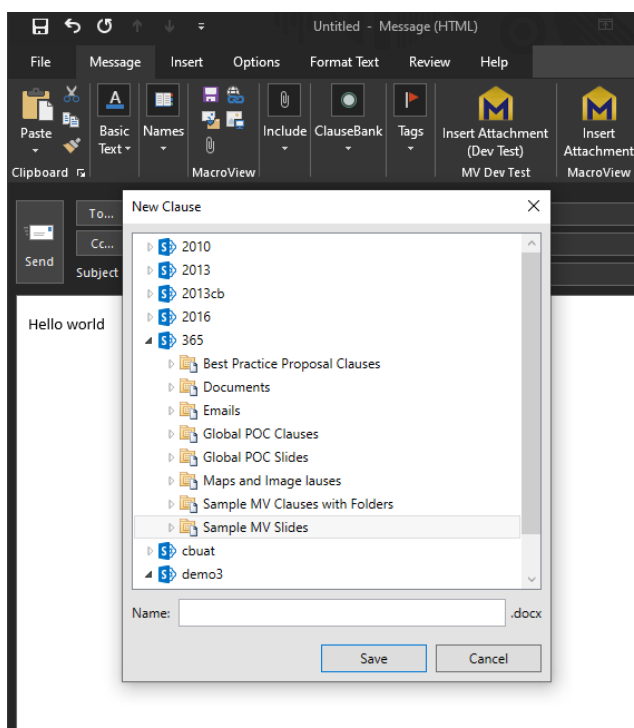 Untitled - Message (HTML)
File Message Insert Options Format Text Review Help
Paste Basic Text Names Include ClauseBank Tags Insert Attachment (Dev Test) Insert Attachment
Clipboard MacroView MV Dev Test MacroView
New Clause
To...
Cc...
Send
Subject
Hello world
2010
2013
2013cb
2016
365
Best Practice Proposal Clauses
Documents
Emails
Global POC Clauses
Global POC Slides
Maps and Image lauses
Sample MV Clauses with Folders
Sample MV Slides
cbuat
demo3
Name: .docx
Save Cancel